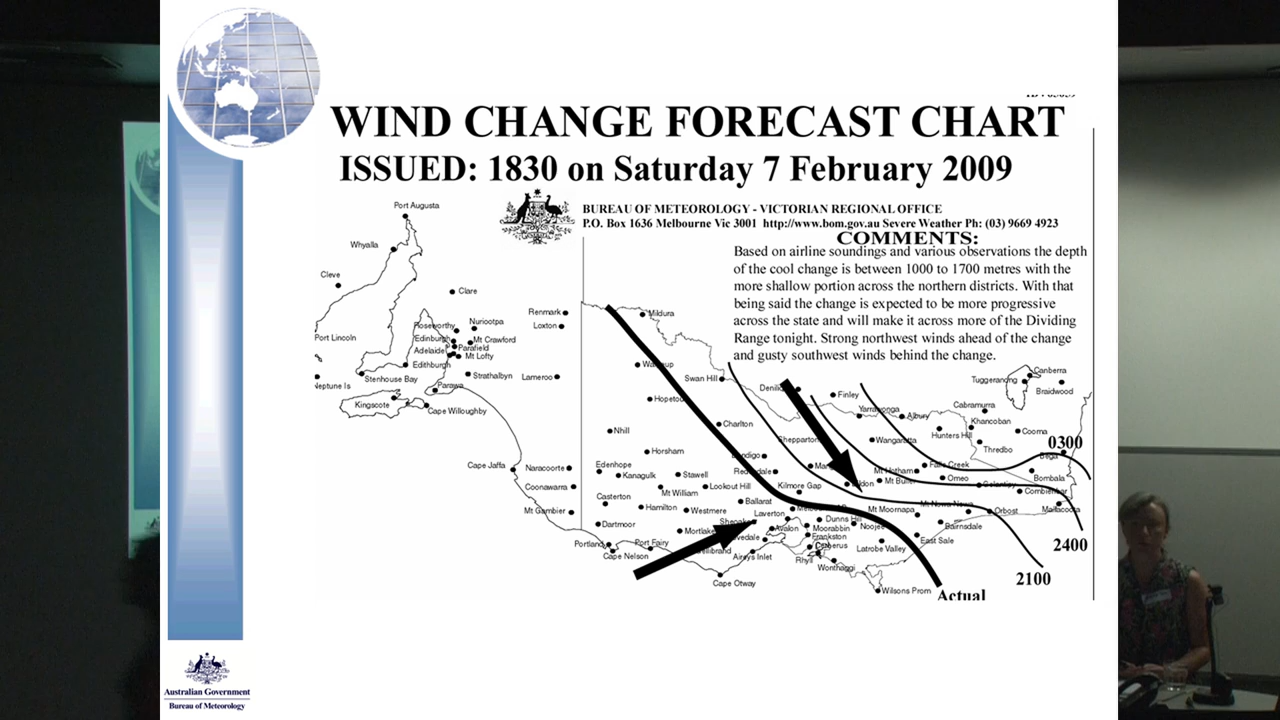 WIND CHANGE FORECAST CHART
ISSUED: 1830 on Saturday 7 February 2009
BUREAU OF METEOROLOGY - VICTORIAN REGIONAL OFFICE
P.O. Box 1636 Melbourne Vic 3001 http://www.bom.gov.au Severe Weather Ph: (03) 9669 4923
COMMENTS:
Based on airline soundings and various observations the depth
of the cool change is between 1000 to 1700 metres with the
more shallow portion across the northern districts. With that
being said the change is expected to be more progressive
across the state and will make it across more of the Dividing
Range tonight. Strong northwest winds ahead of the change
and gusty southwest winds behind the change.
Port Augusta
Whyalla
Cleve
Clare
Renmark
Mildura
Nuriootpa
Roseworthy
Loxton
Port Lincoln
Edinburgh
Mt Crawford
Parafield
Adelaide
Mt Lofty
Edithburgh
Canberra
Neptune Is
Stenhouse Bay
Strathalbyn
Lameroo
Swan Hill
Tuggeranong
Parawa
Braidwood
Finley
Kingscote
Cape Willoughby
Yarrawonga
Albury
Cabramurra
Khancoban
Charlton
Nhill
Hunters Hill
Cooma
Shepparton
Wangaratta
Thredbo
0300
Horsham
Bega
Cape Jaffa
Naracoorte
Edenhope
Kanagulk
Stawell
Falls Creek
Mt Hotham
Bombala
Omeo
Coonawarra
Mt William
Lookout Hill
Kilmore Gap
Casterton
Ballarat
Mt Gambier
Hamilton
Westmere
Laverton
Mt Moornapa
Orbost
Mallacoota
Dartmoor
Dunns Hill
Bairnsdale
Avalon
Moorabbin
Frankston
East Sale
Portland
Port Fairy
Latrobe Valley
2400
Cape Nelson
Aireys Inlet
Rhyll
Wonthaggi
Cape Otway
2100
Wilsons Prom
Actual
Australian Government
Bureau of Meteorology